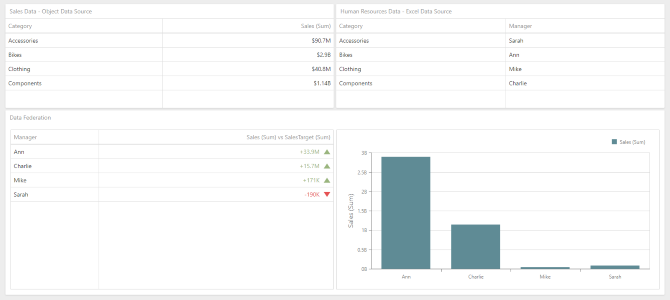 Sales Data - Object Data Source
Category Sales (Sum)
Accessories $90.7M
Bikes $2.9B
Clothing $40.8M
Components $1.14B
Human Resources Data - Excel Data Source
Category Manager
Accessories Sarah
Bikes Ann
Clothing Mike
Components Charlie
Data Federation
Manager Sales (Sum) vs SalesTarget (Sum)
Ann +33.9M
Charlie +15.7M
Mike +171K
Sarah -190K
Sales (Sum)
Sales (Sum)
3B
2.5B
2B
1.5B
1B
0.5B
0B
Ann Charlie Mike Sarah